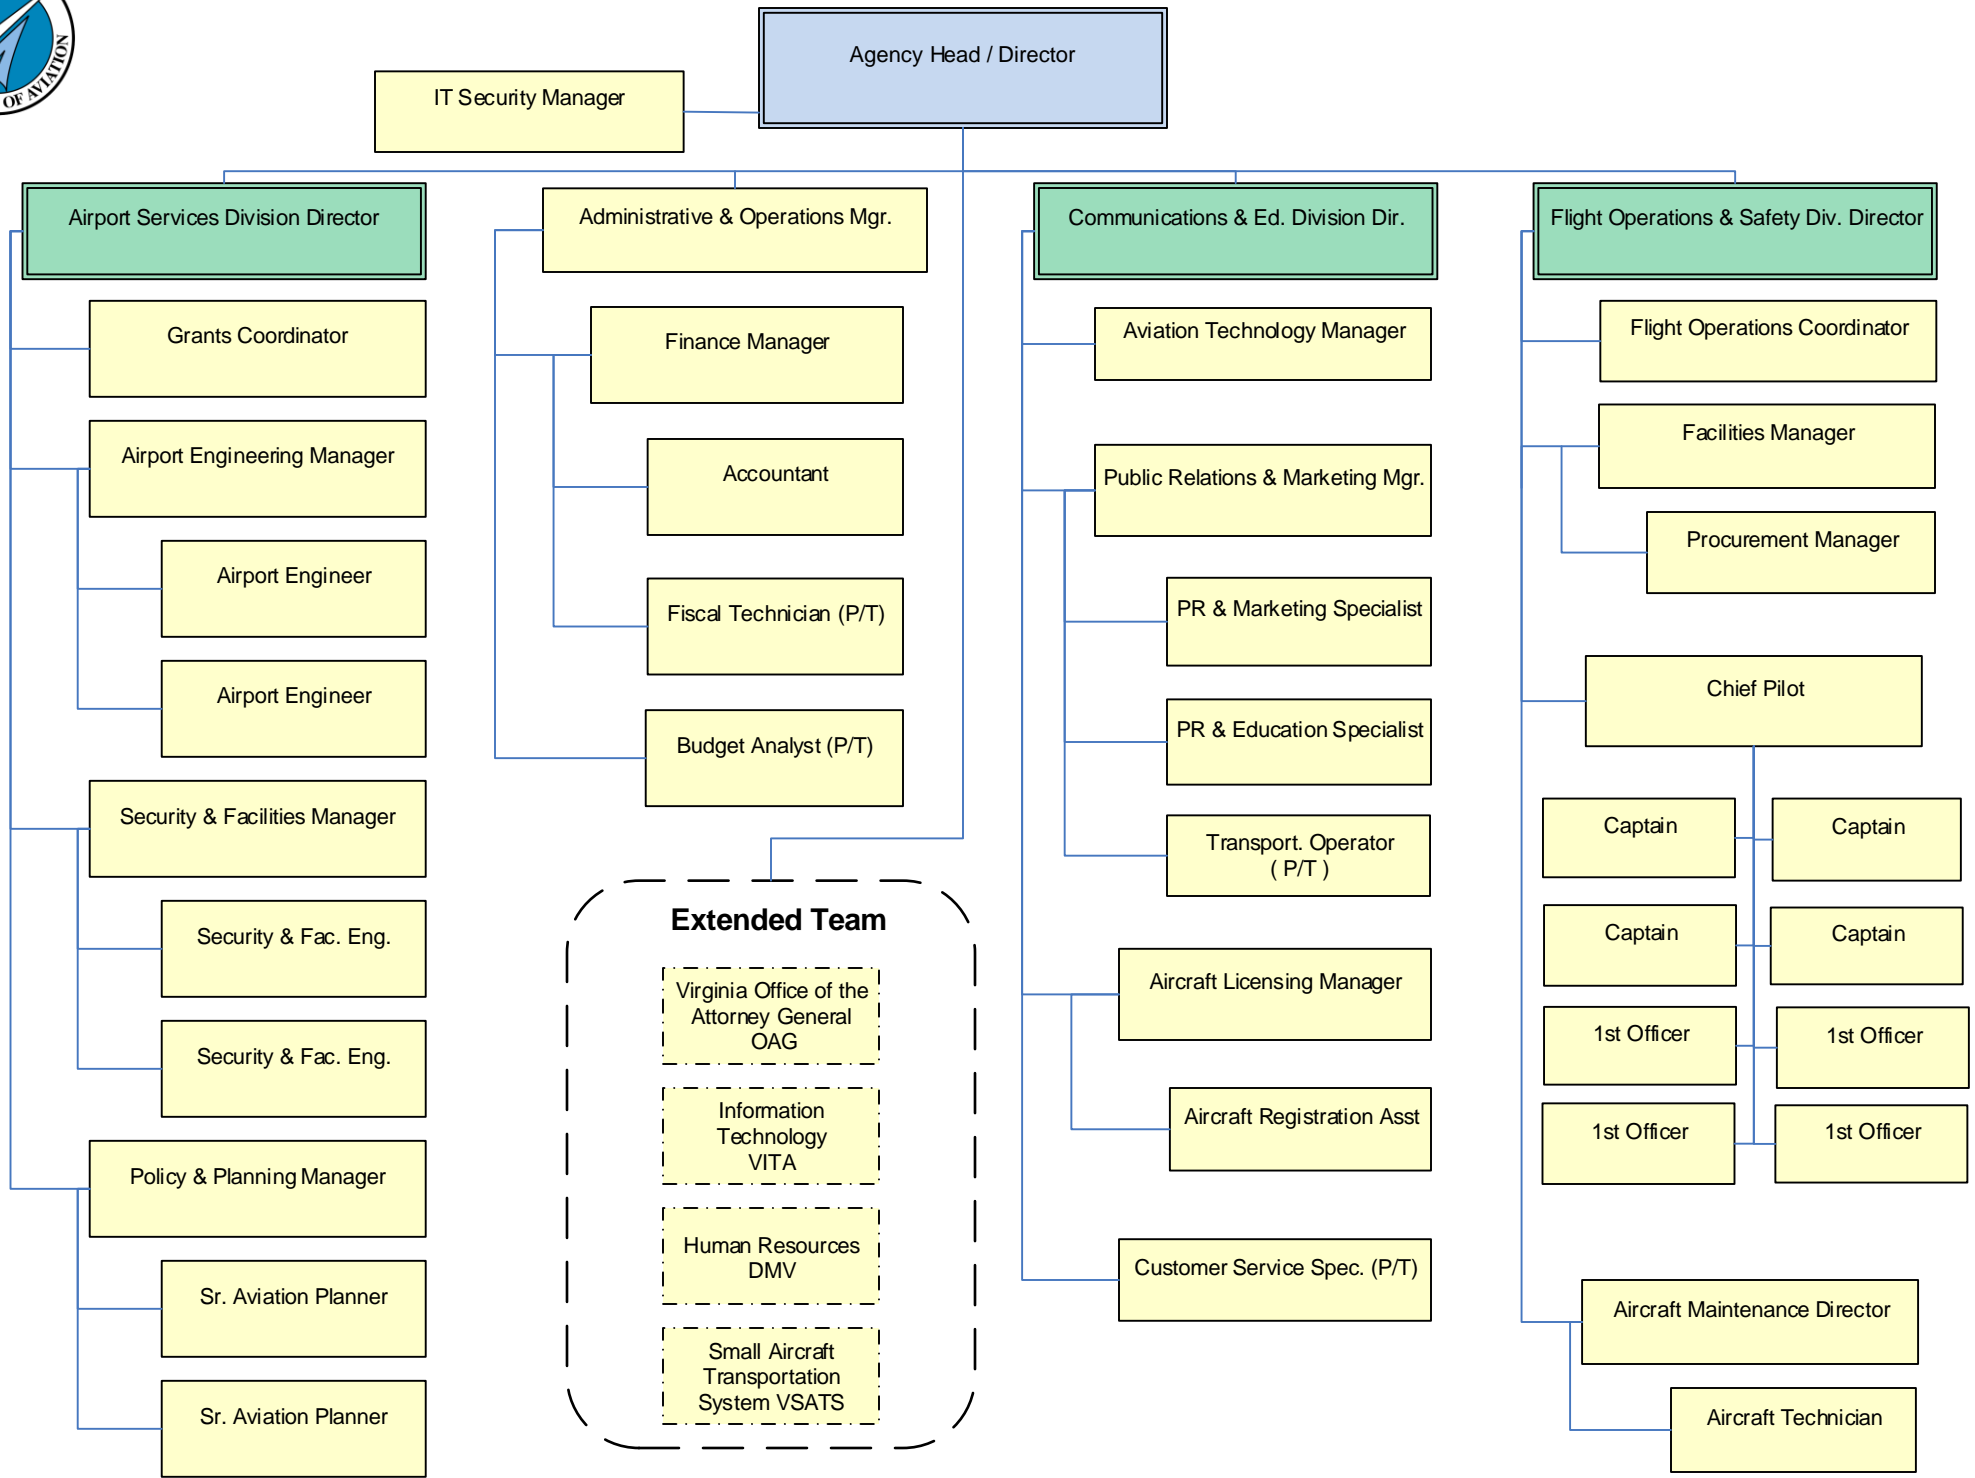 OF AVIATION
Agency Head / Director
IT Security Manager
Airport Services Division Director
Grants Coordinator
Airport Engineering Manager
Airport Engineer
Airport Engineer
Security & Facilities Manager
Security & Fac. Eng.
Security & Fac. Eng.
Policy & Planning Manager
Sr. Aviation Planner
Sr. Aviation Planner
Administrative & Operations Mgr.
Finance Manager
Accountant
Fiscal Technician (P/T)
Budget Analyst (P/T)
Extended Team
Virginia Office of the
Attorney General
OAG
Information
Technology
VITA
Human Resources
DMV
Small Aircraft
Transportation
System VSATS
Communications & Ed. Division Dir.
Aviation Technology Manager
Public Relations & Marketing Mgr.
PR & Marketing Specialist
PR & Education Specialist
Transport. Operator
( P/T )
Aircraft Licensing Manager
Aircraft Registration Asst
Customer Service Spec. (P/T)
Flight Operations & Safety Div. Director
Flight Operations Coordinator
Facilities Manager
Procurement Manager
Chief Pilot
Captain
Captain
Captain
Captain
1st Officer
1st Officer
1st Officer
1st Officer
Aircraft Maintenance Director
Aircraft Technician